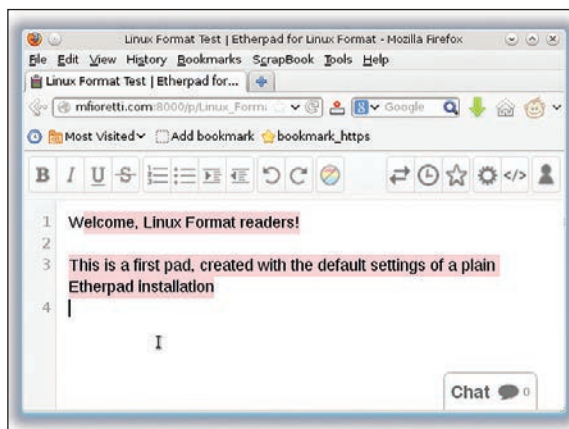 Linux Format Test | Etherpad for Linux Format - Mozilla Firefox
File Edit View History Bookmarks ScrapBook Tools Help
Linux Format Test | Etherpad for...
mfioretti.com:8000/p/Linux_Form Google
Most Visited Add bookmark bookmark_https
B I U S </>
1 Welcome, Linux Format readers!
2
3 This is a first pad, created with the default settings of a plain
Etherpad installation
4
Chat 0